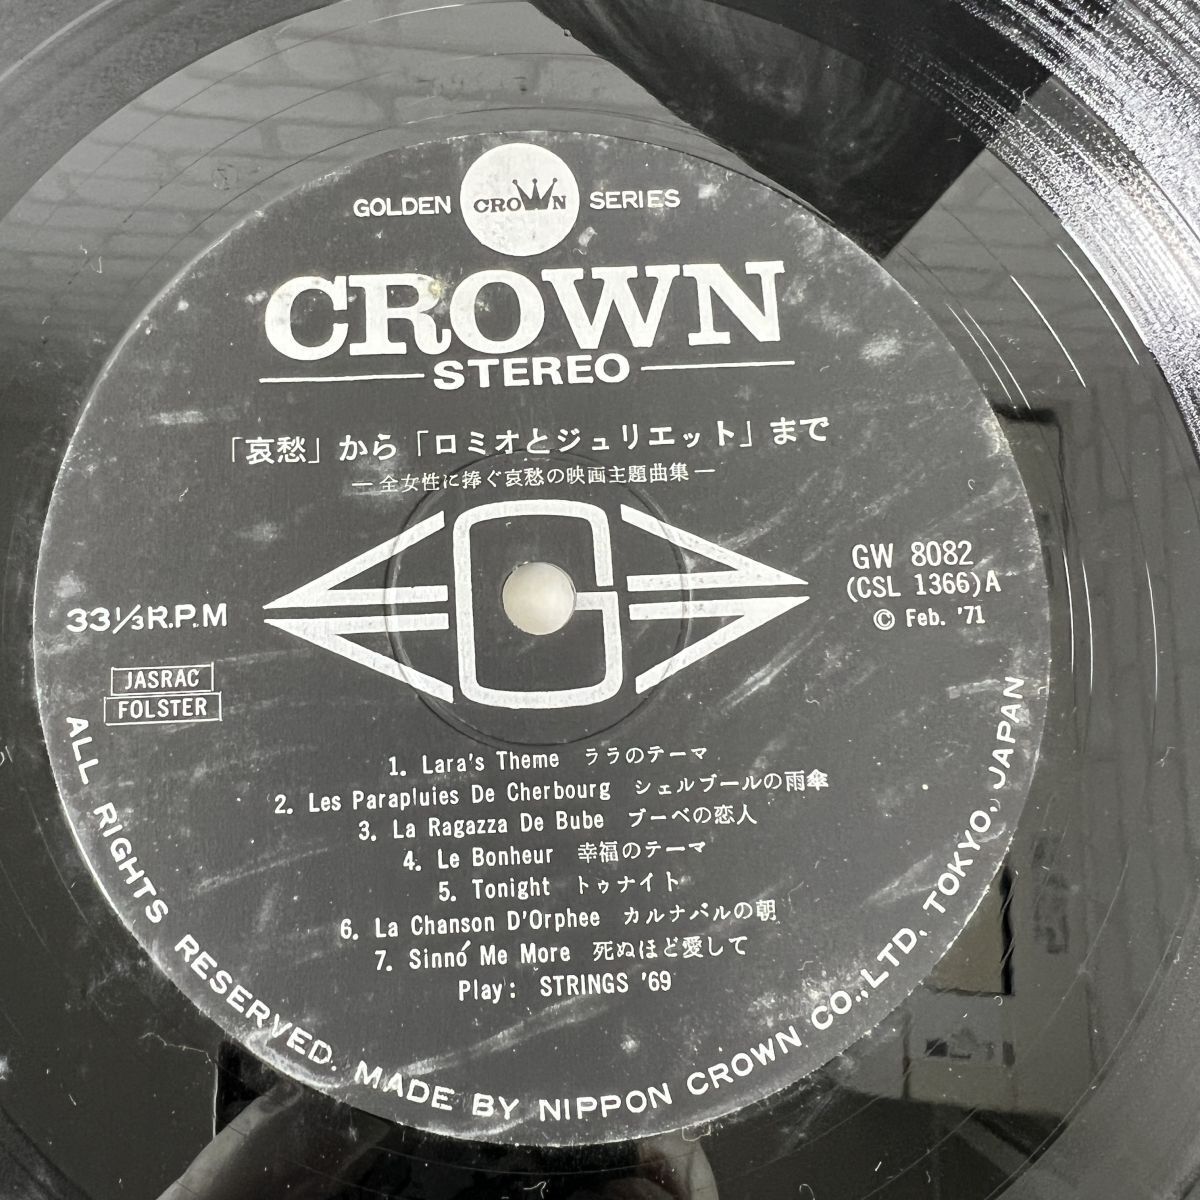 GOLDEN CROWN SERIES
CROWN
STEREO
「哀愁」から「ロミオとジュリエット」まで
―全女性に捧ぐ哀愁の映画主題曲集―
G
GW 8082
(CSL 1366)A
© Feb. '71
33⅓R.P.M
JASRAC
FOLSTER
1. Lara's Theme ララのテーマ
2. Les Parapluies De Cherbourg シェルブールの雨傘
3. La Ragazza De Bube ブーベの恋人
4. Le Bonheur 幸福のテーマ
5. Tonight トゥナイト
6. La Chanson D'Orphee カルナバルの朝
7. Sinnó Me More 死ぬほど愛して
Play: STRINGS '69
ALL RIGHTS RESERVED. MADE BY NIPPON CROWN CO.,LTD. TOKYO. JAPAN